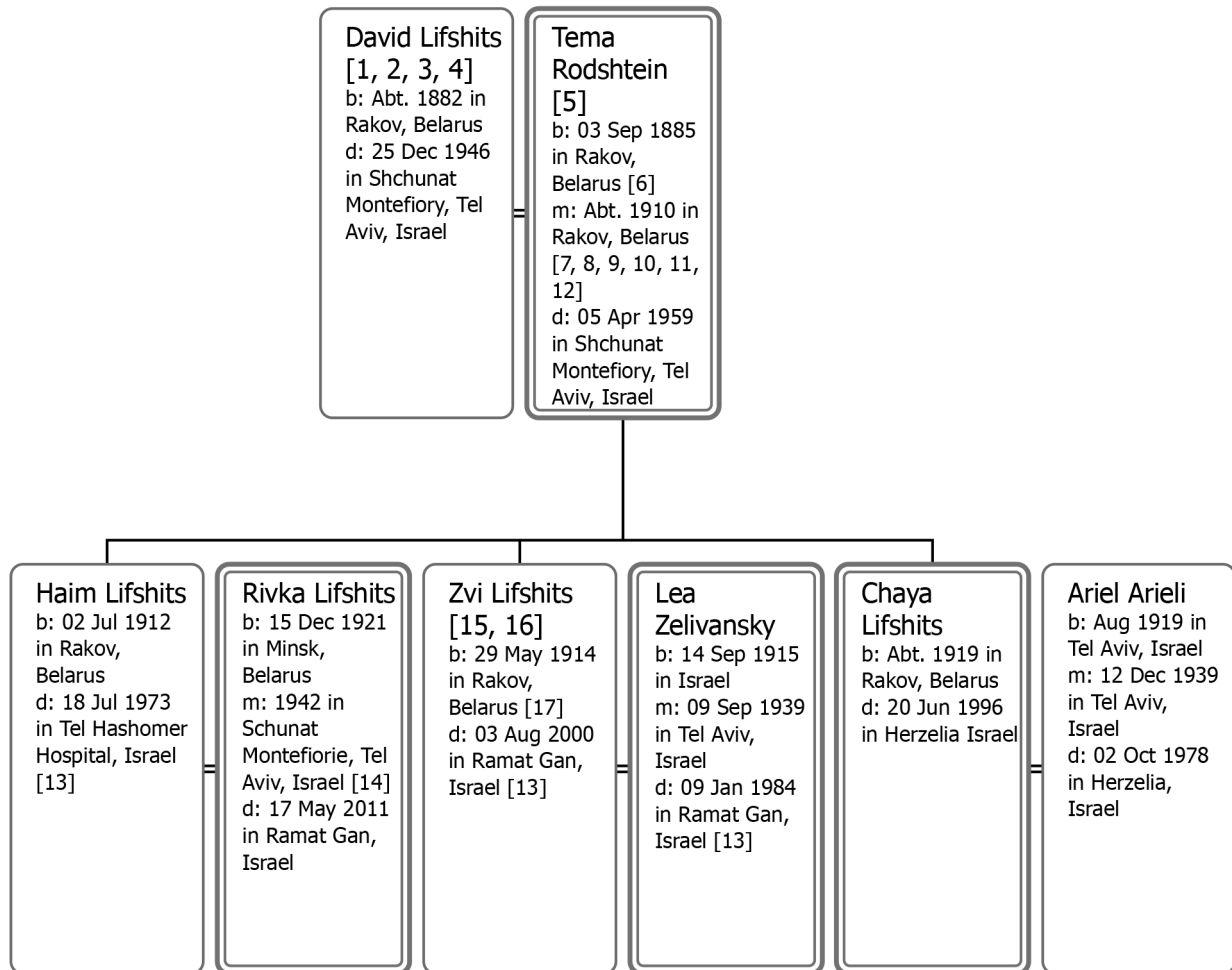 David Lifshits
[1, 2, 3, 4]
b: Abt. 1882 in
Rakov, Belarus
d: 25 Dec 1946
in Shchunat
Montefiory, Tel
Aviv, Israel
Tema
Rodshtein
[5]
b: 03 Sep 1885
in Rakov,
Belarus [6]
m: Abt. 1910 in
Rakov, Belarus
[7, 8, 9, 10, 11,
12]
d: 05 Apr 1959
in Shchunat
Montefiory, Tel
Aviv, Israel
Haim Lifshits
b: 02 Jul 1912
in Rakov,
Belarus
d: 18 Jul 1973
in Tel Hashomer
Hospital, Israel
[13]
Rivka Lifshits
b: 15 Dec 1921
in Minsk,
Belarus
m: 1942 in
Schunat
Montefiorie, Tel
Aviv, Israel [14]
d: 17 May 2011
in Ramat Gan,
Israel
Zvi Lifshits
[15, 16]
b: 29 May 1914
in Rakov,
Belarus [17]
d: 03 Aug 2000
in Ramat Gan,
Israel [13]
Lea
Zelivansky
b: 14 Sep 1915
in Israel
m: 09 Sep 1939
in Tel Aviv,
Israel
d: 09 Jan 1984
in Ramat Gan,
Israel [13]
Chaya
Lifshits
b: Abt. 1919 in
Rakov, Belarus
d: 20 Jun 1996
in Herzelia Israel
Ariel Arieli
b: Aug 1919 in
Tel Aviv, Israel
m: 12 Dec 1939
in Tel Aviv,
Israel
d: 02 Oct 1978
in Herzelia,
Israel